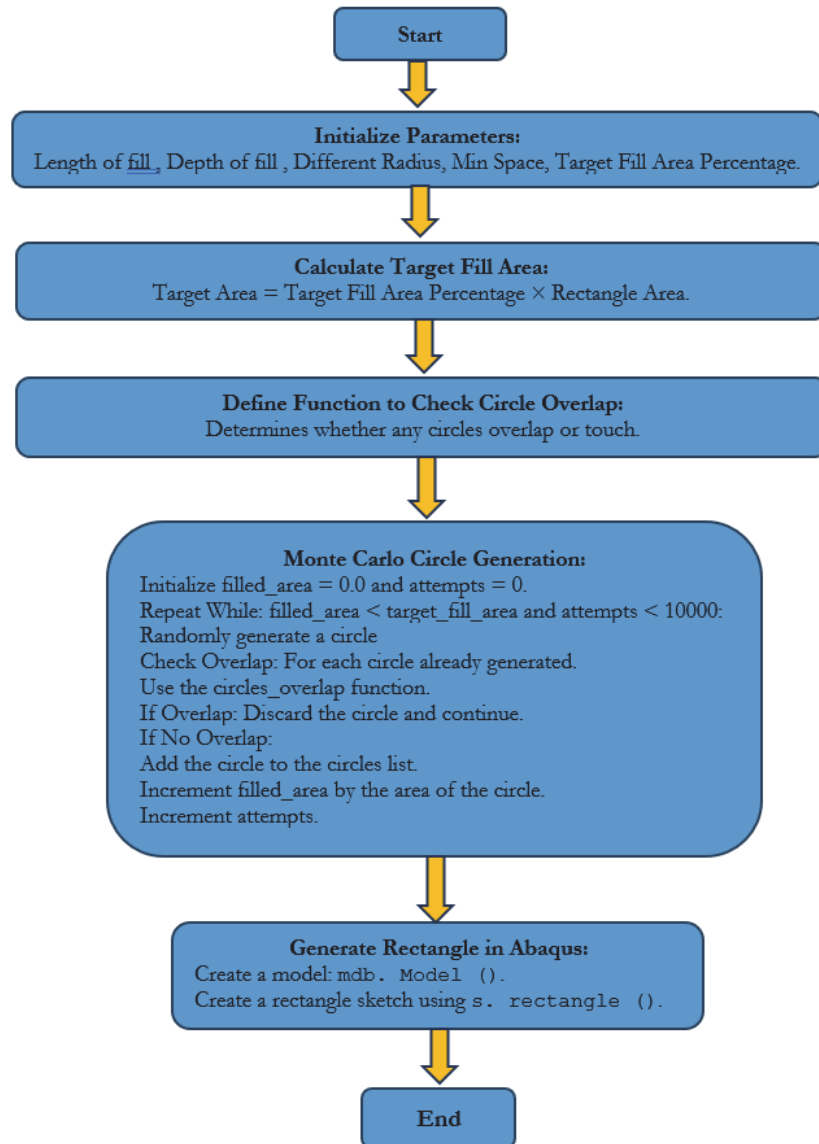 Start
Initialize Parameters:
Length of fill , Depth of fill , Different Radius, Min Space, Target Fill Area Percentage.
Calculate Target Fill Area:
Target Area = Target Fill Area Percentage × Rectangle Area.
Define Function to Check Circle Overlap:
Determines whether any circles overlap or touch.
Monte Carlo Circle Generation:
Initialize filled_area = 0.0 and attempts = 0.
Repeat While: filled_area < target_fill_area and attempts < 10000:
Randomly generate a circle
Check Overlap: For each circle already generated.
Use the circles_overlap function.
If Overlap: Discard the circle and continue.
If No Overlap:
Add the circle to the circles list.
Increment filled_area by the area of the circle.
Increment attempts.
Generate Rectangle in Abaqus:
Create a model: mdb. Model ().
Create a rectangle sketch using s. rectangle ().
End